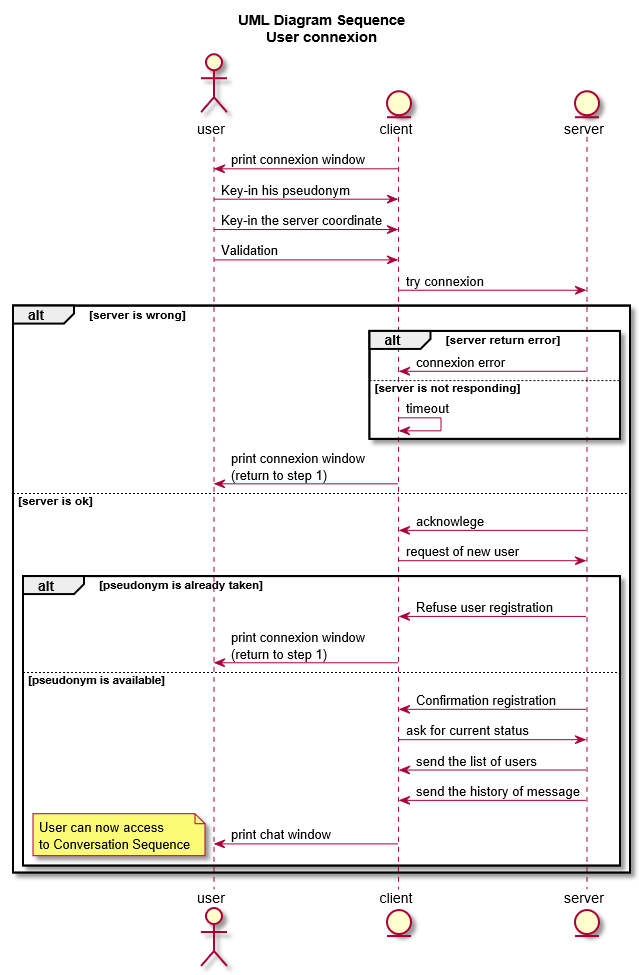 UML Diagram Sequence
User connexion
user
client
server
print connexion window
Key-in his pseudonym
Key-in the server coordinate
Validation
try connexion
alt
[server is wrong]
alt
[server return error]
connexion error
[server is not responding]
timeout
print connexion window
(return to step 1)
[server is ok]
acknowlege
request of new user
alt
[pseudonym is already taken]
Refuse user registration
print connexion window
(return to step 1)
[pseudonym is available]
Confirmation registration
ask for current status
send the list of users
send the history of message
User can now access
to Conversation Sequence
print chat window
user
client
server